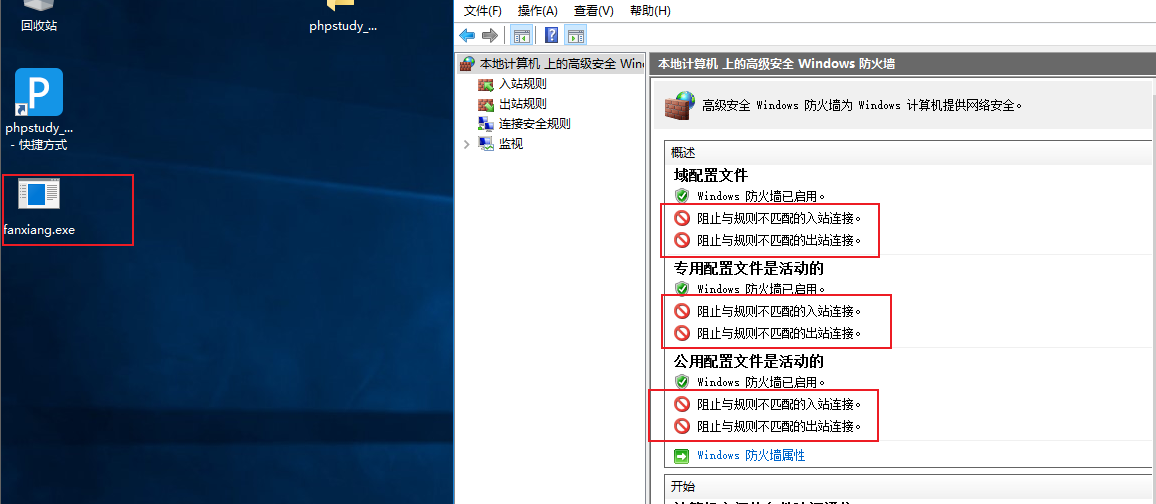 回收站
phpstudy_...
P
phpstudy_...
- 快捷方式
fanxiang.exe
文件(F) 操作(A) 查看(V) 帮助(H)
本地计算机 上的高级安全 Win
入站规则
出站规则
连接安全规则
监视
本地计算机 上的高级安全 Windows 防火墙
高级安全 Windows 防火墙为 Windows 计算机提供网络安全。
概述
域配置文件
Windows 防火墙已启用。
阻止与规则不匹配的入站连接。
阻止与规则不匹配的出站连接。
专用配置文件是活动的
Windows 防火墙已启用。
阻止与规则不匹配的入站连接。
阻止与规则不匹配的出站连接。
公用配置文件是活动的
Windows 防火墙已启用。
阻止与规则不匹配的入站连接。
阻止与规则不匹配的出站连接。
Windows 防火墙属性
开始